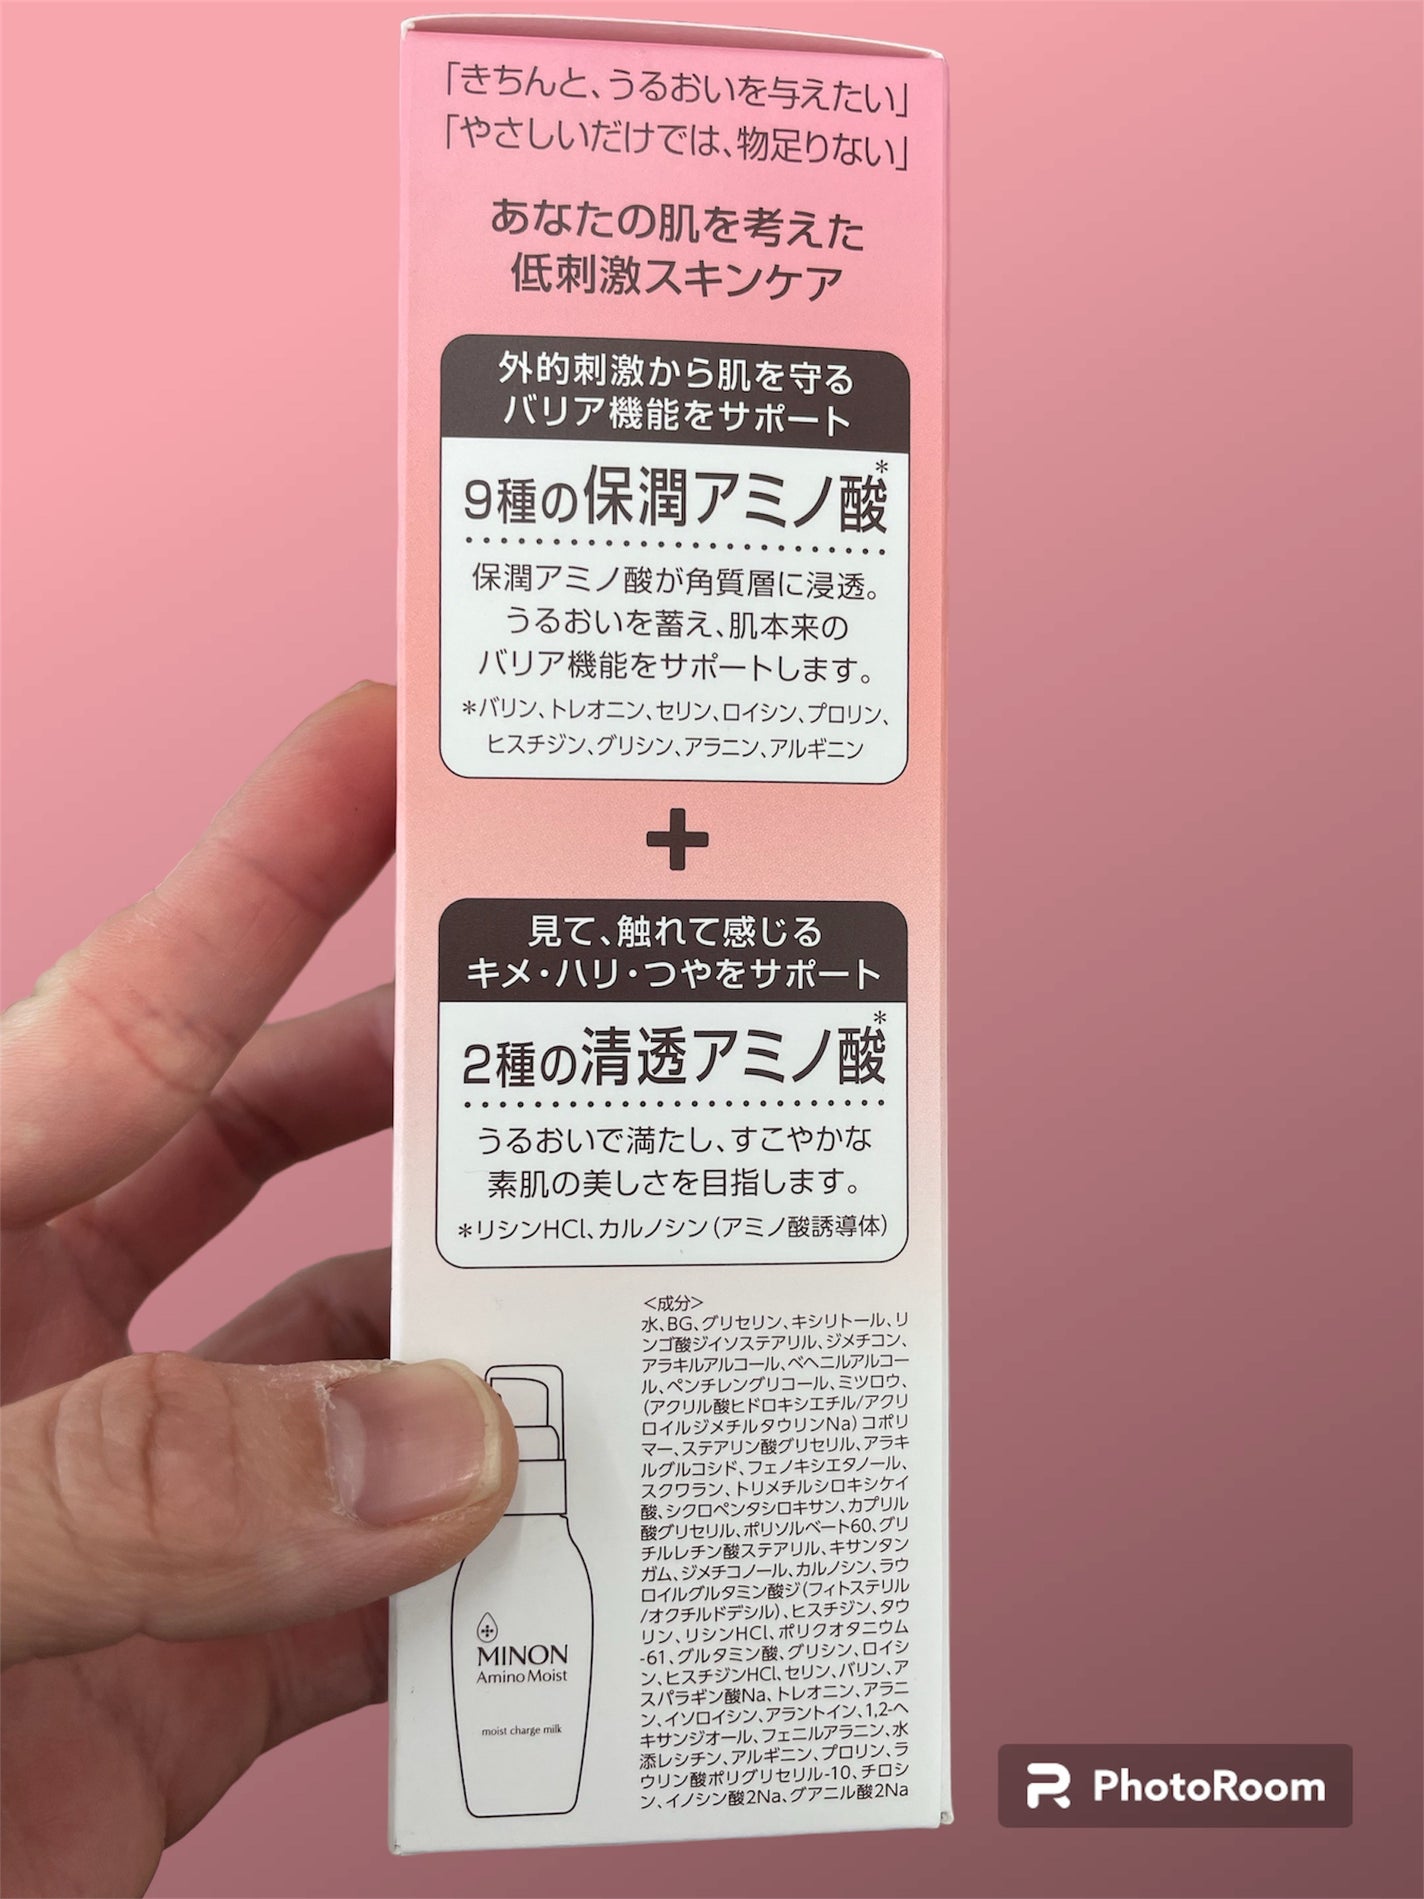 「きちんと、うるおいを与えたい」
「やさしいだけでは、物足りない」
あなたの肌を考えた
低刺激スキンケア
外的刺激から肌を守る
バリア機能をサポート
9種の保潤アミノ酸*
保潤アミノ酸が角質層に浸透。
うるおいを蓄え、肌本来の
バリア機能をサポートします。
*バリン、トレオニン、セリン、ロイシン、プロリン、
ヒスチジン、グリシン、アラニン、アルギニン
+
見て、触れて感じる
キメ・ハリ・つやをサポート
2種の清透アミノ酸*
うるおいで満たし、すこやかな
素肌の美しさを目指します。
*リシンHCl、カルノシン(アミノ酸誘導体)
<成分>
水、BG、グリセリン、キシリトール、リ
ンゴ酸ジイソステアリル、ジメチコン、
アラキルアルコール、ベヘニルアルコー
ル、ペンチレングリコール、ミツロウ、
(アクリル酸ヒドロキシエチル/アクリ
ロイルジメチルタウリンNa)コポリ
マー、ステアリン酸グリセリル、アラキ
ルグルコシド、フェノキシエタノール、
スクワラン、トリメチルシロキシケイ
酸、シクロペンタシロキサン、カプリル
酸グリセリル、ポリソルベート60、グリ
チルレチン酸ステアリル、キサンタン
ガム、ジメチコノール、カルノシン、ラウ
ロイルグルタミン酸ジ(フィトステリル
/オクチルドデシル)、ヒスチジン、タウ
リン、リシンHCl、ポリクオタニウム
-61、グルタミン酸、グリシン、ロイシ
ン、ヒスチジンHCl、セリン、バリン、ア
スパラギン酸Na、トレオニン、アラニ
ン、イソロイシン、アラントイン、1,2-ヘ
キサンジオール、フェニルアラニン、水
添レシチン、アルギニン、プロリン、ラ
ウリン酸ポリグリセリル-10、チロシ
ン、イノシン酸2Na、グアニル酸2Na
MINON
Amino Moist
moist charge milk
PhotoRoom